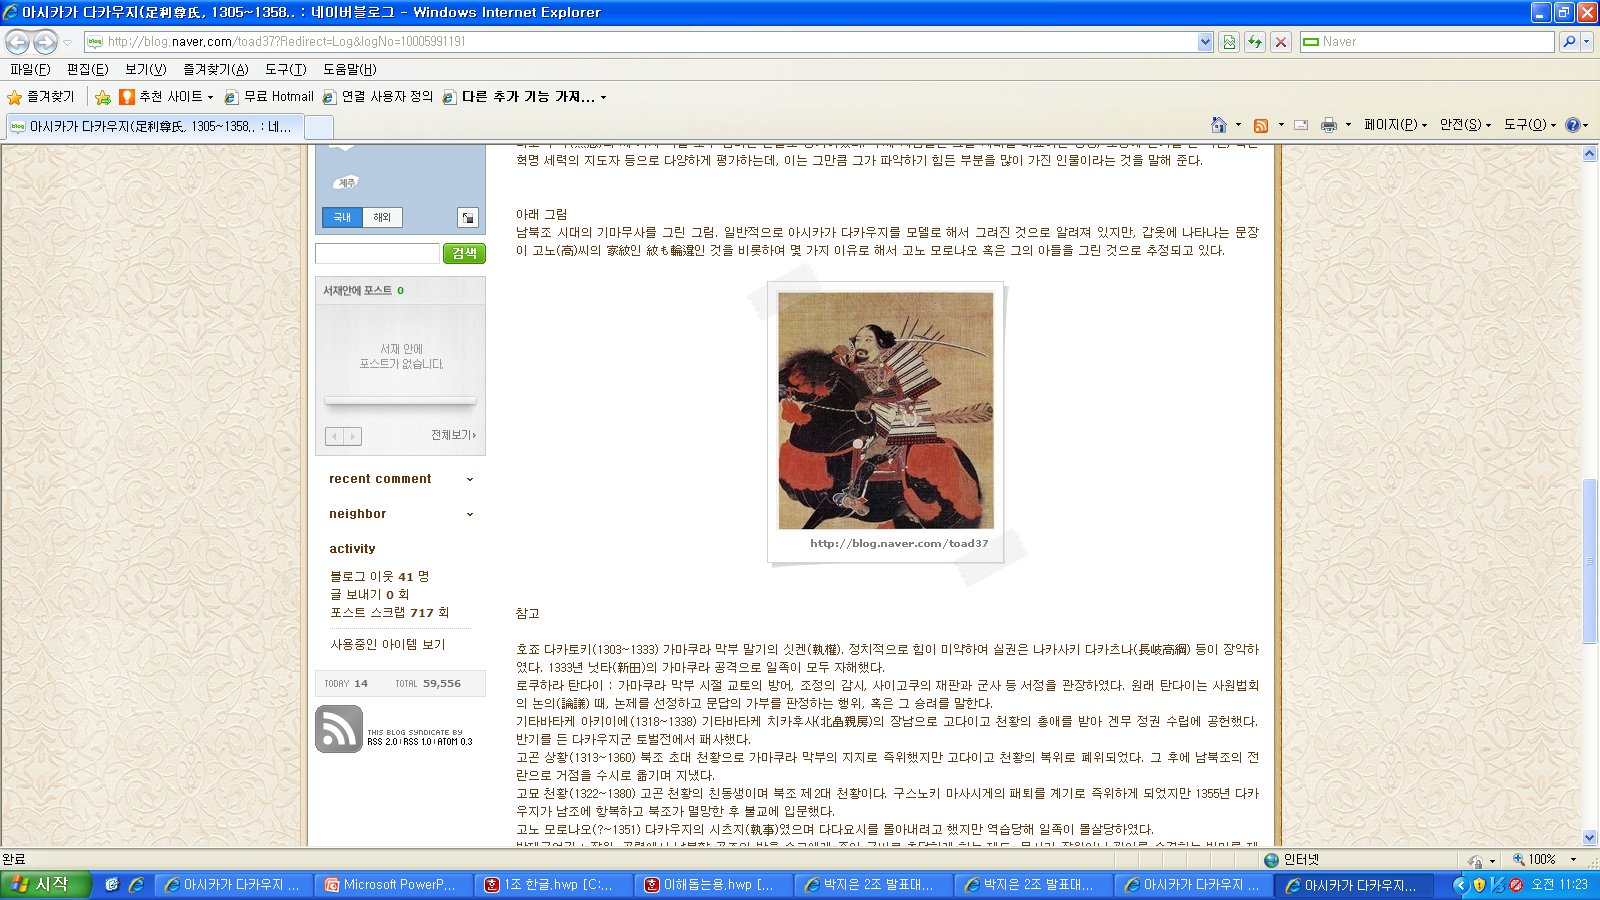 아시카가 다카우지(足利尊氏, 1305~1358.. : 네이버블로그 - Windows Internet Explorer
http://blog.naver.com/toad37?Redirect=Log&logNo=10005991191
Naver
파일(F) 편집(E) 보기(V) 즐겨찾기(A) 도구(T) 도움말(H)
즐겨찾기 추천 사이트 무료 Hotmail 연결 사용자 정의 다른 추가 기능 가져...
아시카가 다카우지(足利尊氏, 1305~1358.. : 네...
페이지(P) 안전(S) 도구(O)
혁명 세력의 지도자 등으로 다양하게 평가하는데, 이는 그만큼 그가 파악하기 힘든 부분을 많이 가진 인물이라는 것을 말해 준다.
제주
국내 해외
검색
서재안에 포스트 0
서재 안에
포스트가 없습니다.
전체보기
recent comment
neighbor
activity
블로그 이웃 41 명
글 보내기 0 회
포스트 스크랩 717 회
사용중인 아이템 보기
TODAY 14 TOTAL 59,556
THIS BLOG SYNDICATE BY
RSS 2.0 | RSS 1.0 | ATOM 0.3
아래 그림
남북조 시대의 기마무사를 그린 그림. 일반적으로 아시카가 다카우지를 모델로 해서 그려진 것으로 알려져 있지만, 갑옷에 나타나는 문장
이 고노(高)씨의 家紋인 紋も輪違인 것을 비롯하여 몇 가지 이유로 해서 고노 모로나오 혹은 그의 아들을 그린 것으로 추정되고 있다.
http://blog.naver.com/toad37
참고
호죠 다카토키(1303~1333) 가마쿠라 막부 말기의 싯켄(執權). 정치적으로 힘이 미약하여 실권은 나카사키 다카츠나(長岐高綱) 등이 장악하
였다. 1333년 닛타(新田)의 가마쿠라 공격으로 일족이 모두 자해했다.
로쿠하라 탄다이 : 가마쿠라 막부 시절 교토의 방어, 조정의 감시, 사이고쿠의 재판과 군사 등 서정을 관장하였다. 원래 탄다이는 사원법회
의 논의(論議) 때, 논제를 선정하고 문답의 가부를 판정하는 행위, 혹은 그 승려를 말한다.
기타바타케 아키이에(1318~1338) 기타바타케 치카후사(北畠親房)의 장남으로 고다이고 천황의 총애를 받아 겐무 정권 수립에 공헌했다.
반기를 든 다카우지군 토벌전에서 패사했다.
고곤 상황(1313~1360) 북조 초대 천황으로 가마쿠라 막부의 지지로 즉위했지만 고다이고 천황의 복위로 폐위되었다. 그 후에 남북조의 전
란으로 거점을 수시로 옮기며 지냈다.
고묘 천황(1322~1380) 고곤 천황의 친동생이며 북조 제2대 천황이다. 구스노키 마사시게의 패퇴를 계기로 즉위하게 되었지만 1355년 다카
우지가 남조에 항복하고 북조가 멸망한 후 불교에 입문했다.
고노 모로나오(?~1351) 다카우지의 시츠지(執事)였으며 다다요시를 몰아내려고 했지만 역습당해 일족이 몰살당하였다.
완료 인터넷 100%
시작 아시카가 다카우지 ... Microsoft PowerP... 1조 한글.hwp [C:... 이해돕는용.hwp [... 박지은 2조 발표대... 박지은 2조 발표대... 아시카가 다카우지 ... 아시카가 다카우지... 오전 11:23